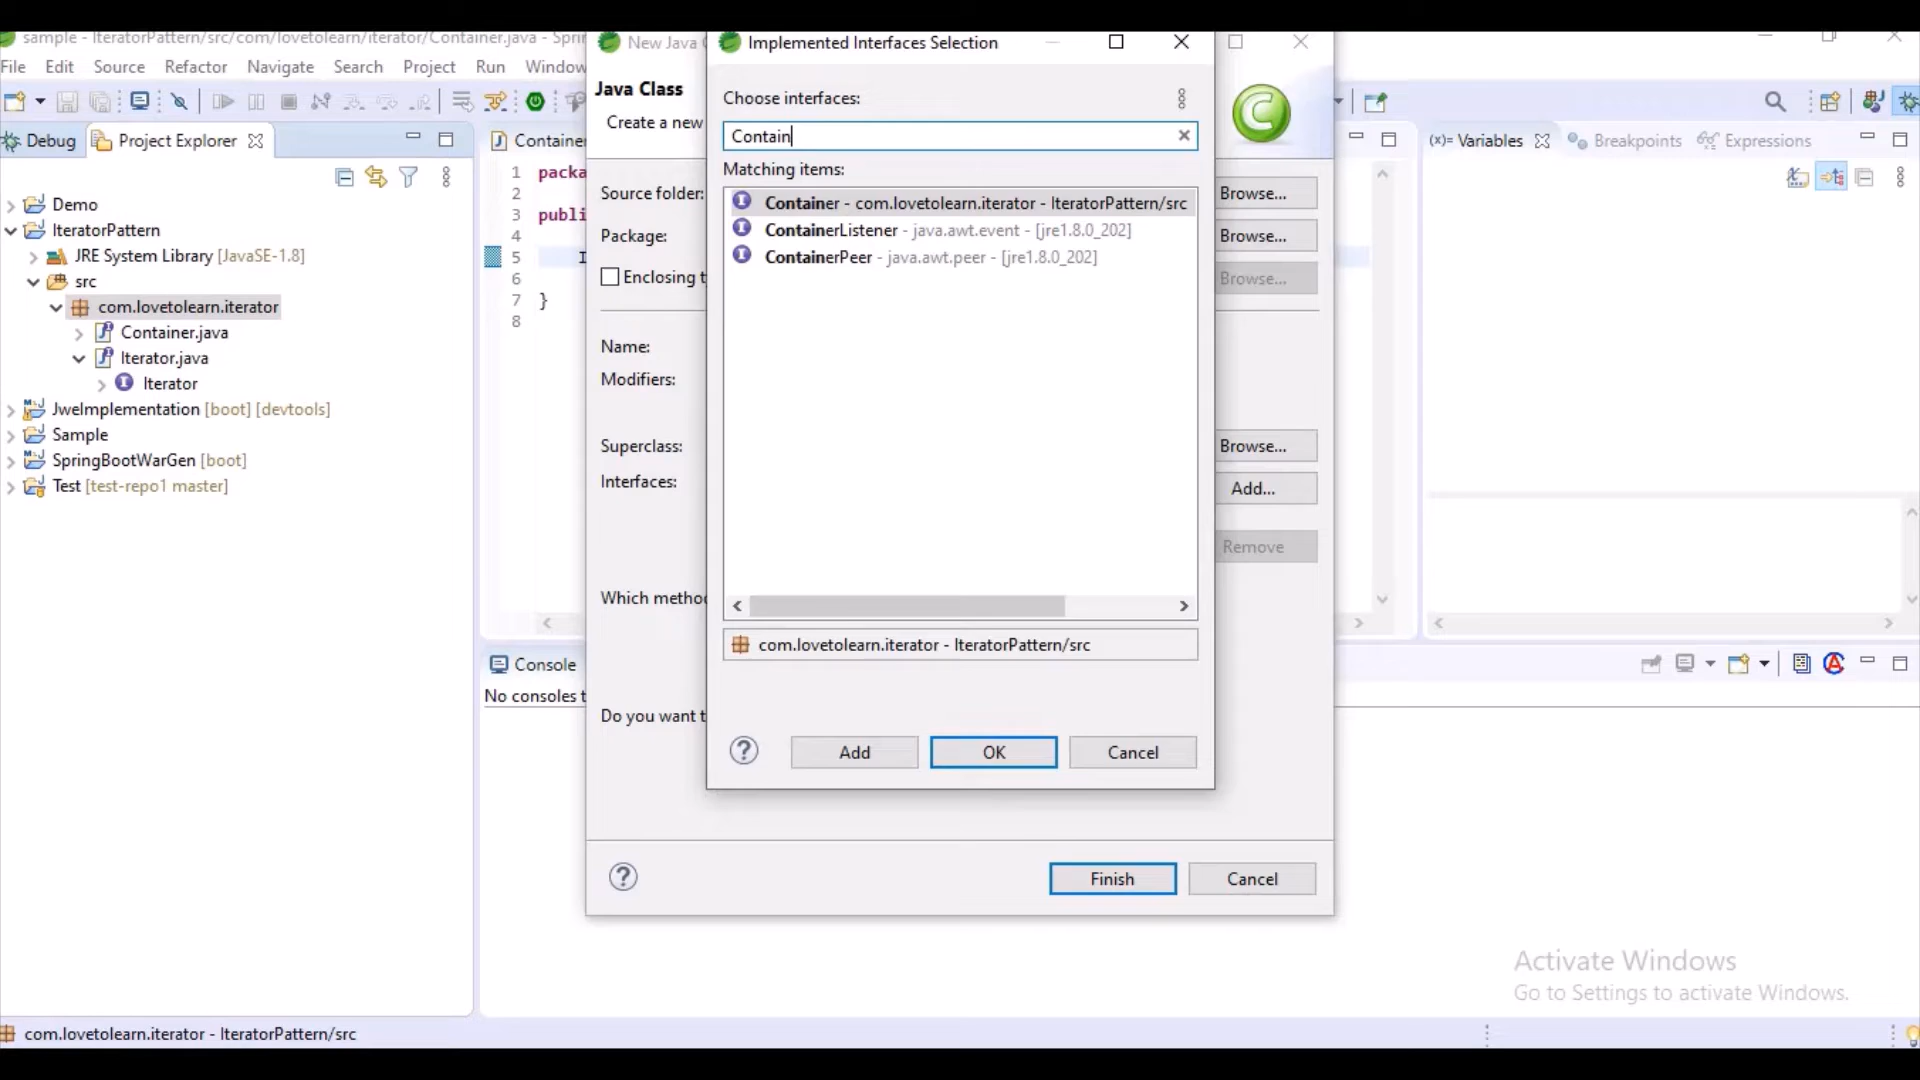 sample - IteratorPattern/src/com/lovetolearn/iterator/Container.java - Sprin
File Edit Source Refactor Navigate Search Project Run Window
Debug
Project Explorer
Demo
IteratorPattern
JRE System Library [JavaSE-1.8]
src
com.lovetolearn.iterator
Container.java
Iterator.java
Iterator
JweImplementation [boot] [devtools]
Sample
SpringBootWarGen [boot]
Test [test-repo1 master]
Container
1 packa
2
3 publi
4
5 I
6
7 }
8
Console
No consoles t
New Java C
Java Class
Create a new
Source folder: Browse...
Package: Browse...
Enclosing t Browse...
Name:
Modifiers:
Superclass: Browse...
Interfaces: Add...
Remove
Which metho
Do you want t
Finish Cancel
Implemented Interfaces Selection
Choose interfaces:
Contain
Matching items:
Container - com.lovetolearn.iterator - IteratorPattern/src
ContainerListener - java.awt.event - [jre1.8.0_202]
ContainerPeer - java.awt.peer - [jre1.8.0_202]
com.lovetolearn.iterator - IteratorPattern/src
Add OK Cancel
(x)= Variables Breakpoints Expressions
Activate Windows
Go to Settings to activate Windows.
com.lovetolearn.iterator - IteratorPattern/src